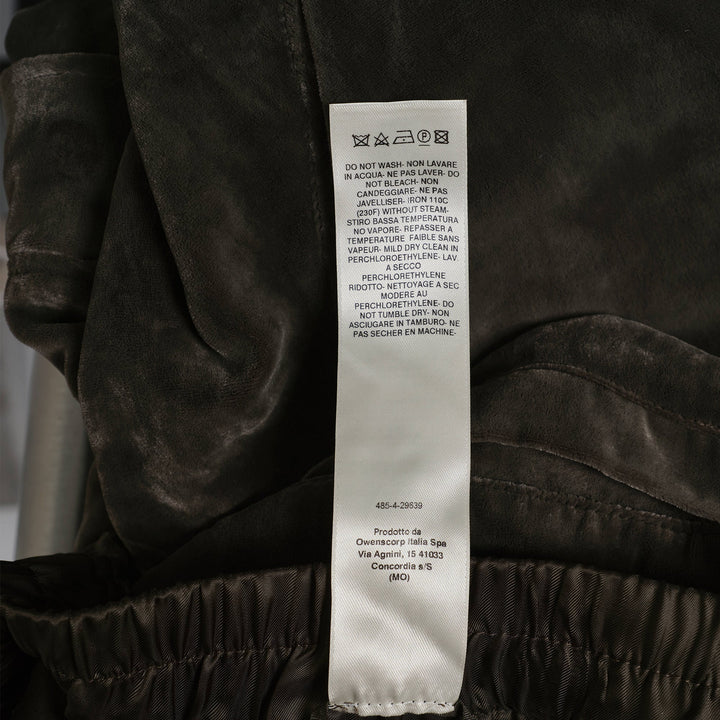 DO NOT WASH- NON LAVARE
IN ACQUA- NE PAS LAVER- DO
NOT BLEACH- NON
CANDEGGIARE- NE PAS
JAVELLISER- IRON 110C
(230F) WITHOUT STEAM-
STIRO BASSA TEMPERATURA
NO VAPORE- REPASSER A
TEMPERATURE FAIBLE SANS
VAPEUR- MILD DRY CLEAN IN
PERCHLOROETHYLENE- LAV.
A SECCO
PERCHLORETHYLENE
RIDOTTO- NETTOYAGE A SEC
MODERE AU
PERCHLORETHYLENE- DO
NOT TUMBLE DRY- NON
ASCIUGARE IN TAMBURO- NE
PAS SECHER EN MACHINE-
485-4-29539
Prodotto da
Owenscorp Italia Spa
Via Agnini, 15 41033
Concordia s/S
(MO)